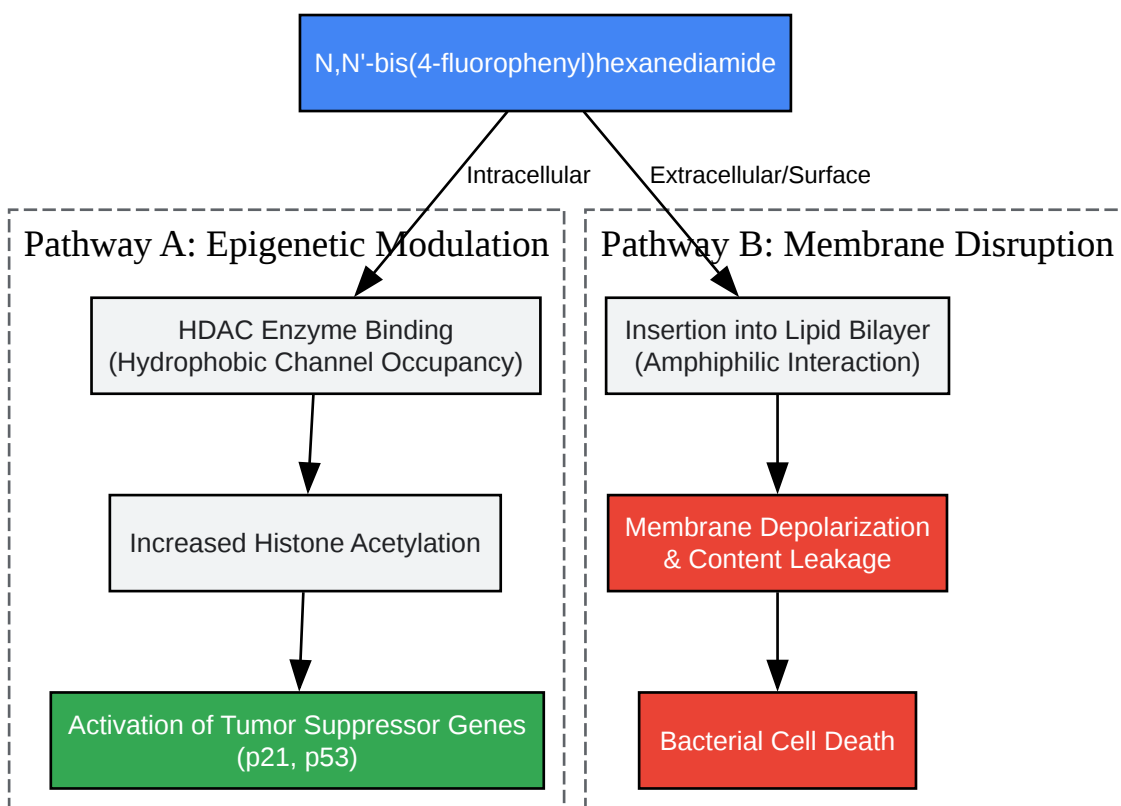 N,N'-bis(4-fluorophenyl)hexanediamide
Intracellular
Extracellular/Surface
Pathway A: Epigenetic Modulation
Pathway B: Membrane Disruption
HDAC Enzyme Binding
(Hydrophobic Channel Occupancy)
Insertion into Lipid Bilayer
(Amphiphilic Interaction)
Increased Histone Acetylation
Membrane Depolarization
& Content Leakage
Activation of Tumor Suppressor Genes
(p21, p53)
Bacterial Cell Death